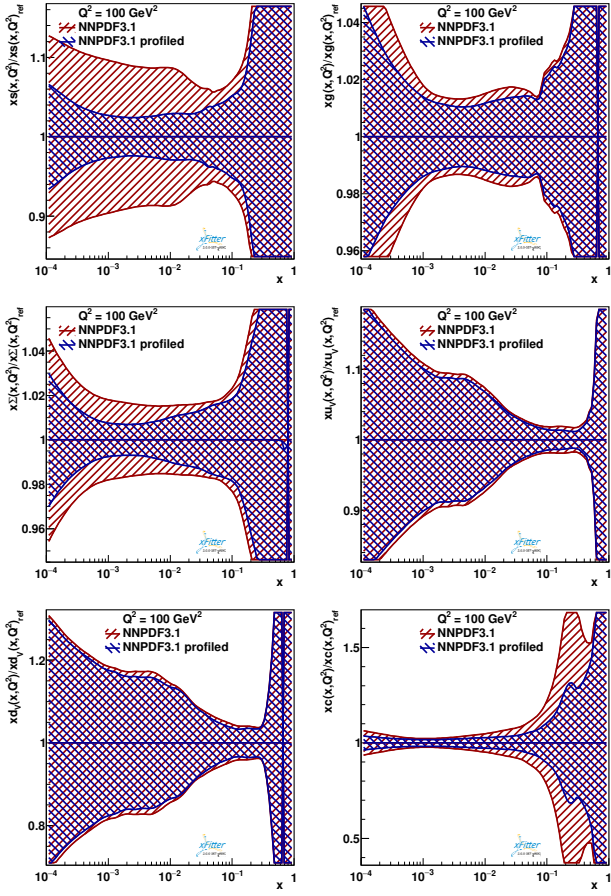 Q² = 100 GeV²
NNPDF3.1
NNPDF3.1 profiled
xs(x,Q²)/xs(x,Q²)ref
1.1
1
0.9
xFitter
10⁻⁴ 10⁻³ 10⁻² 10⁻¹ 1
x
Q² = 100 GeV²
NNPDF3.1
NNPDF3.1 profiled
xg(x,Q²)/xg(x,Q²)ref
1.04
1.02
1
0.98
0.96
xFitter
10⁻⁴ 10⁻³ 10⁻² 10⁻¹ 1
x
Q² = 100 GeV²
NNPDF3.1
NNPDF3.1 profiled
xΣ(x,Q²)/xΣ(x,Q²)ref
1.04
1.02
1
0.98
0.96
xFitter
10⁻⁴ 10⁻³ 10⁻² 10⁻¹ 1
x
Q² = 100 GeV²
NNPDF3.1
NNPDF3.1 profiled
xuV(x,Q²)/xuV(x,Q²)ref
1.1
1
0.9
xFitter
10⁻⁴ 10⁻³ 10⁻² 10⁻¹ 1
x
Q² = 100 GeV²
NNPDF3.1
NNPDF3.1 profiled
xdV(x,Q²)/xdV(x,Q²)ref
1.2
1
0.8
xFitter
10⁻⁴ 10⁻³ 10⁻² 10⁻¹ 1
x
Q² = 100 GeV²
NNPDF3.1
NNPDF3.1 profiled
xc(x,Q²)/xc(x,Q²)ref
1.5
1
0.5
xFitter
10⁻⁴ 10⁻³ 10⁻² 10⁻¹ 1
x